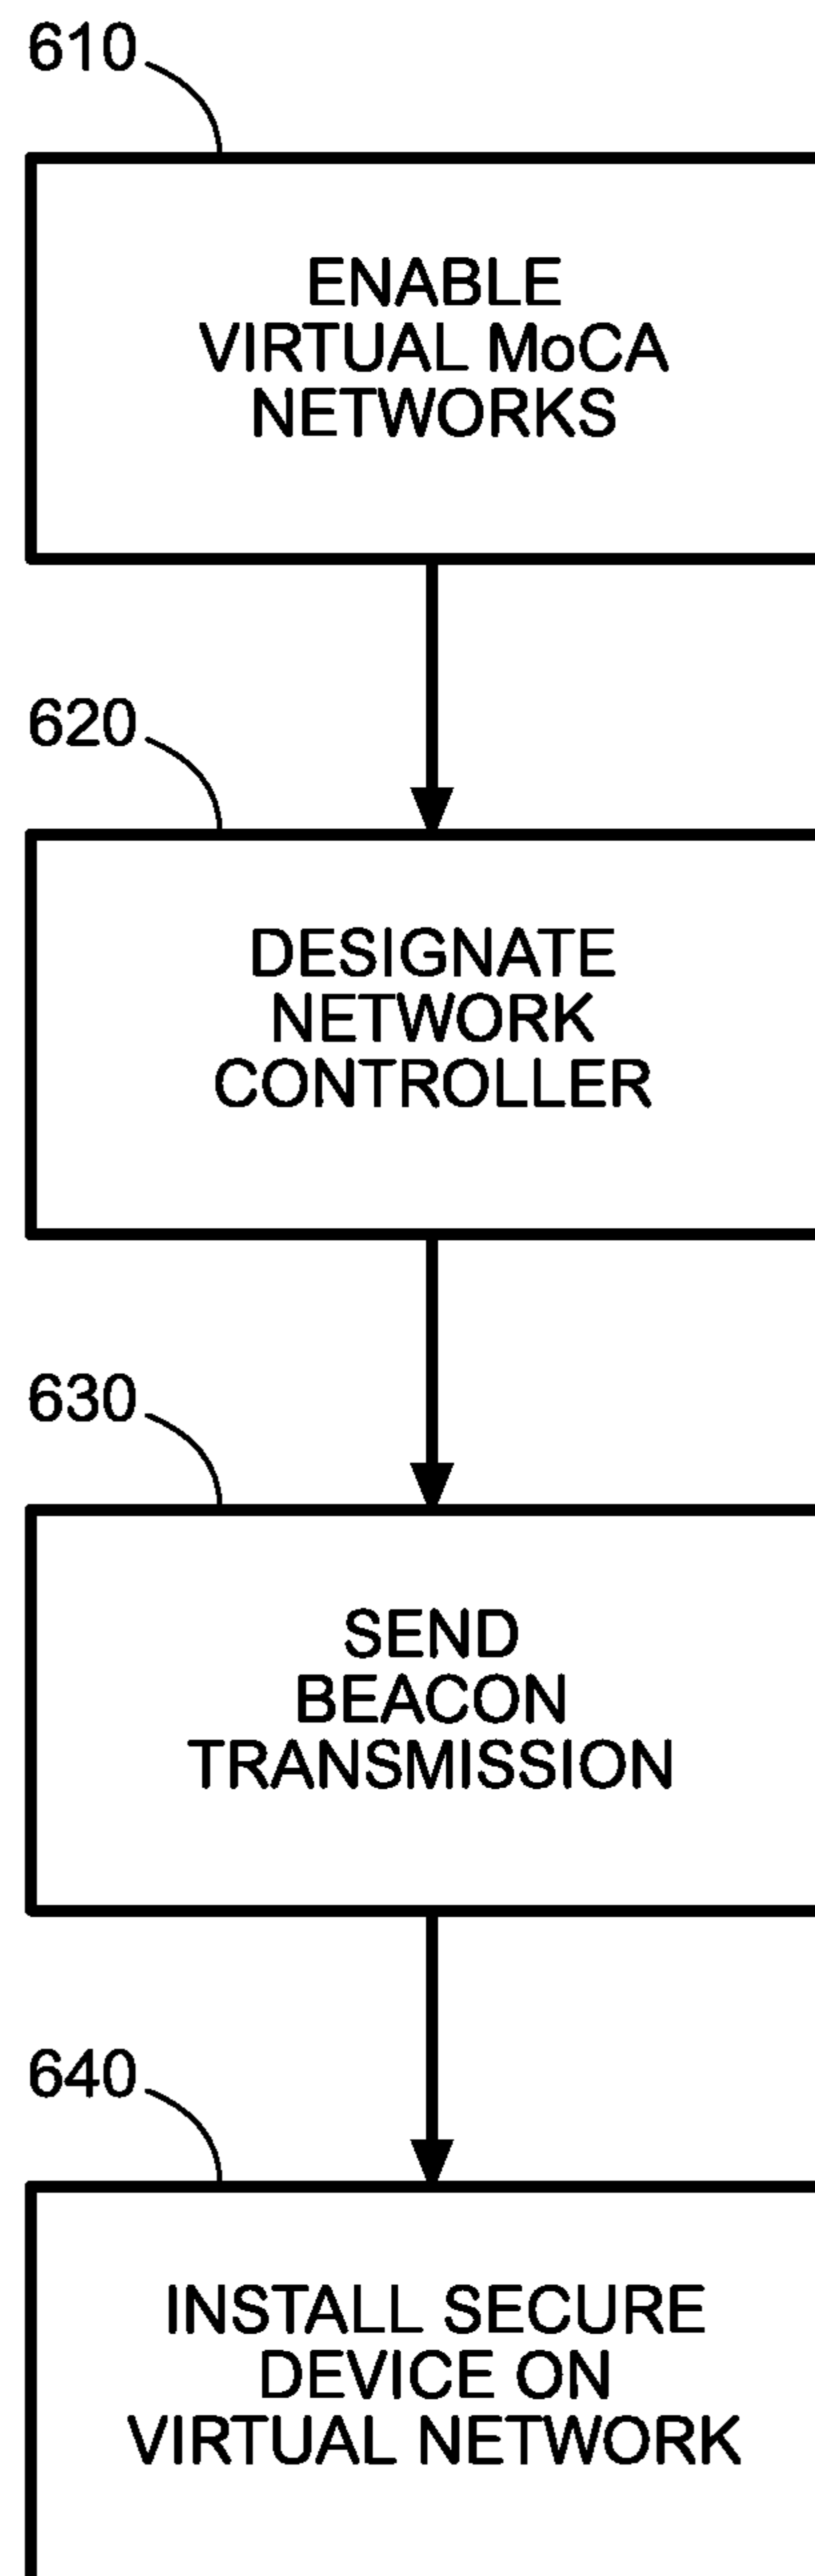 610
ENABLE
VIRTUAL MoCA
NETWORKS
620
DESIGNATE
NETWORK
CONTROLLER
630
SEND
BEACON
TRANSMISSION
640
INSTALL SECURE
DEVICE ON
VIRTUAL NETWORK